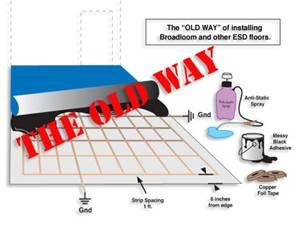 The "OLD WAY" of installing
Broadloom and other ESD floors.
THE OLD WAY
Gnd
Anti-Static
Spray
Messy
Black
Adhesive
Copper
Foil Tape
Strip Spacing
1 ft.
6 inches
from edge
Gnd